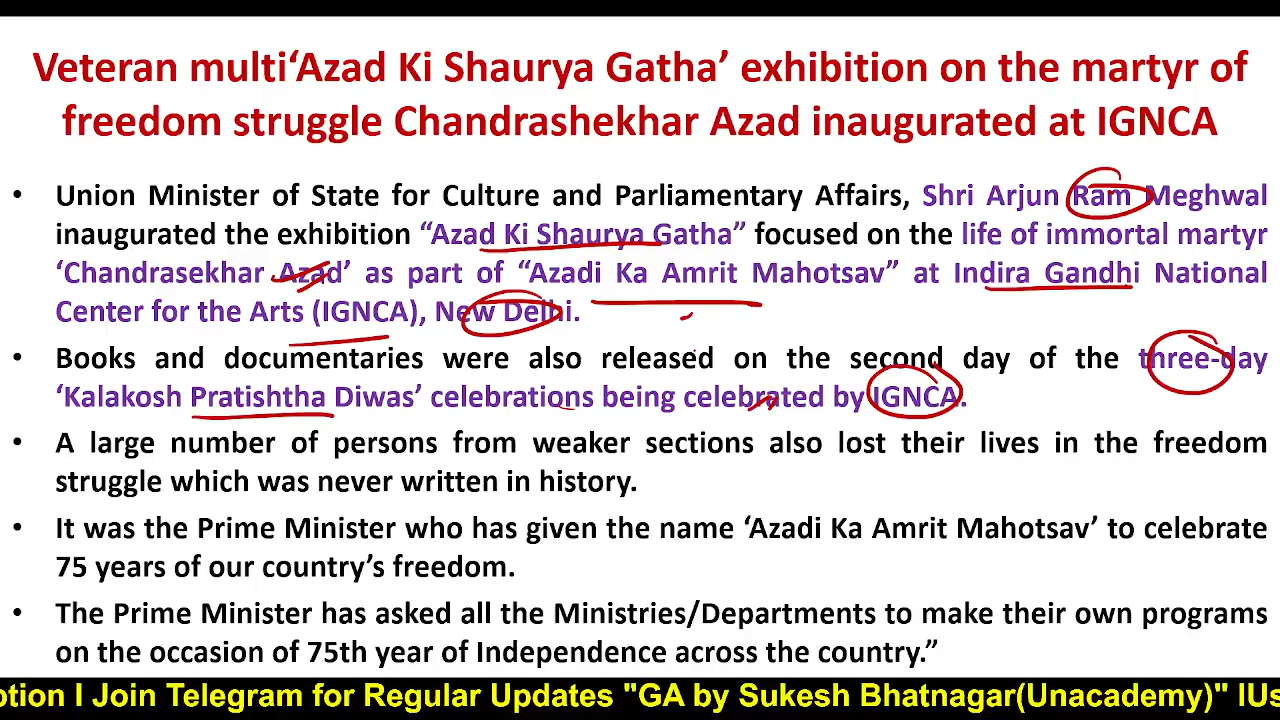 Veteran multi‘Azad Ki Shaurya Gatha’ exhibition on the martyr of
freedom struggle Chandrashekhar Azad inaugurated at IGNCA
• Union Minister of State for Culture and Parliamentary Affairs, Shri Arjun Ram Meghwal
inaugurated the exhibition “Azad Ki Shaurya Gatha” focused on the life of immortal martyr
‘Chandrasekhar Azad’ as part of “Azadi Ka Amrit Mahotsav” at Indira Gandhi National
Center for the Arts (IGNCA), New Delhi.
• Books and documentaries were also released on the second day of the three-day
‘Kalakosh Pratishtha Diwas’ celebrations being celebrated by IGNCA.
• A large number of persons from weaker sections also lost their lives in the freedom
struggle which was never written in history.
• It was the Prime Minister who has given the name ‘Azadi Ka Amrit Mahotsav’ to celebrate
75 years of our country’s freedom.
• The Prime Minister has asked all the Ministries/Departments to make their own programs
on the occasion of 75th year of Independence across the country.”
otion I Join Telegram for Regular Updates "GA by Sukesh Bhatnagar(Unacademy)" IUs